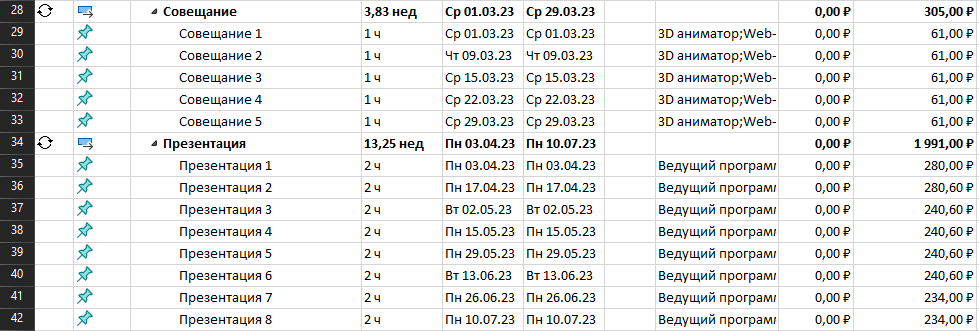 28 Совещание 3,83 нед Ср 01.03.23 Ср 29.03.23 0,00 ₽ 305,00 ₽
29 Совещание 1 1 ч Ср 01.03.23 Ср 01.03.23 3D аниматор;Web- 0,00 ₽ 61,00 ₽
30 Совещание 2 1 ч Чт 09.03.23 Чт 09.03.23 3D аниматор;Web- 0,00 ₽ 61,00 ₽
31 Совещание 3 1 ч Ср 15.03.23 Ср 15.03.23 3D аниматор;Web- 0,00 ₽ 61,00 ₽
32 Совещание 4 1 ч Ср 22.03.23 Ср 22.03.23 3D аниматор;Web- 0,00 ₽ 61,00 ₽
33 Совещание 5 1 ч Ср 29.03.23 Ср 29.03.23 3D аниматор;Web- 0,00 ₽ 61,00 ₽
34 Презентация 13,25 нед Пн 03.04.23 Пн 10.07.23 0,00 ₽ 1 991,00 ₽
35 Презентация 1 2 ч Пн 03.04.23 Пн 03.04.23 Ведущий програм 0,00 ₽ 280,00 ₽
36 Презентация 2 2 ч Пн 17.04.23 Пн 17.04.23 Ведущий програм 0,00 ₽ 280,60 ₽
37 Презентация 3 2 ч Вт 02.05.23 Вт 02.05.23 Ведущий програм 0,00 ₽ 240,60 ₽
38 Презентация 4 2 ч Пн 15.05.23 Пн 15.05.23 Ведущий програм 0,00 ₽ 240,60 ₽
39 Презентация 5 2 ч Пн 29.05.23 Пн 29.05.23 Ведущий програм 0,00 ₽ 240,60 ₽
40 Презентация 6 2 ч Вт 13.06.23 Вт 13.06.23 Ведущий програм 0,00 ₽ 240,60 ₽
41 Презентация 7 2 ч Пн 26.06.23 Пн 26.06.23 Ведущий програм 0,00 ₽ 234,00 ₽
42 Презентация 8 2 ч Пн 10.07.23 Пн 10.07.23 Ведущий програм 0,00 ₽ 234,00 ₽